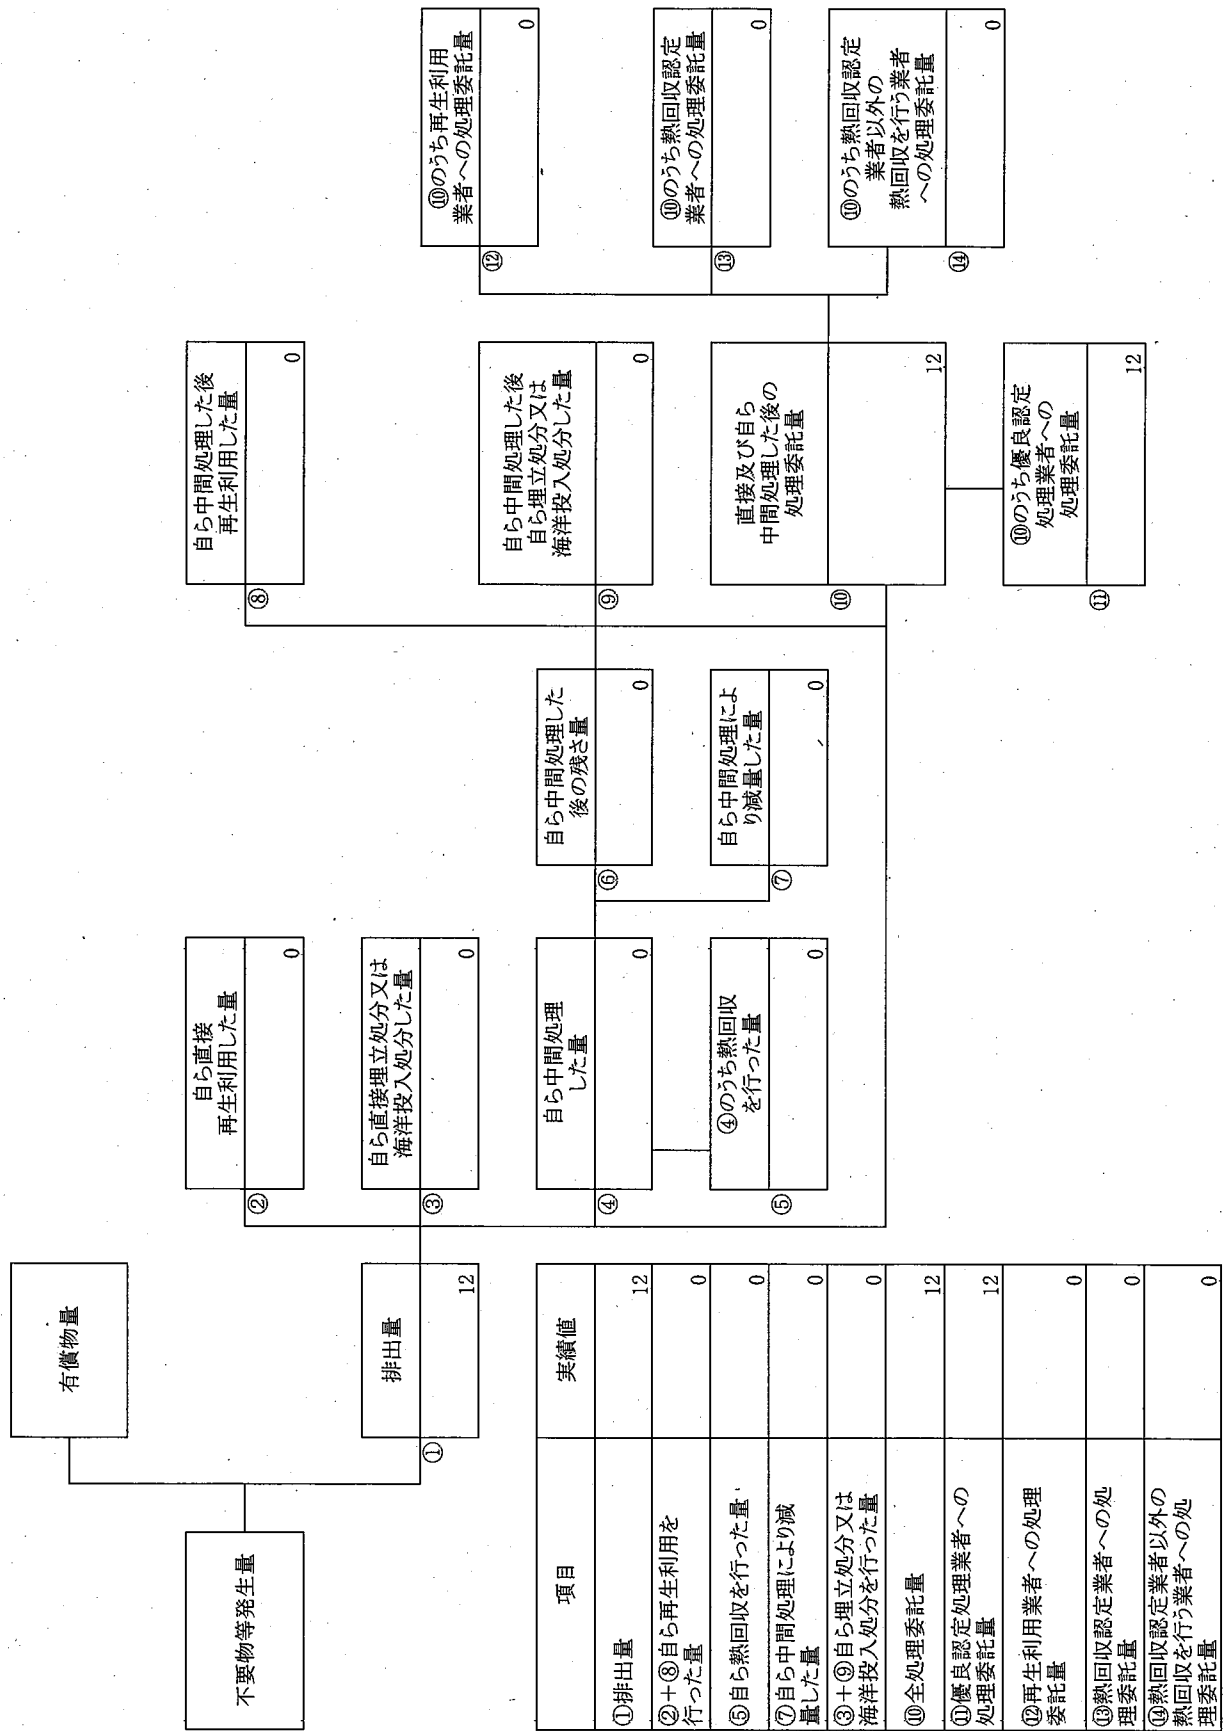 不要物等発生量
有償物量
①
排出量
12
②
自ら直接
再生利用した量
0
③
自ら直接埋立処分又は
海洋投入処分した量
0
④
自ら中間処理
した量
0
⑤
④のうち熱回収
を行った量
0
⑥
自ら中間処理した
後の残さ量
0
⑦
自ら中間処理によ
り減量した量
0
⑧
自ら中間処理した後
再生利用した量
0
⑨
自ら中間処理した後
自ら埋立処分又は
海洋投入処分した量
0
⑩
直接及び自ら
中間処理した後の
処理委託量
12
⑪
⑩のうち優良認定
処理業者への
処理委託量
12
⑫
⑩のうち再生利用
業者への処理委託量
0
⑬
⑩のうち熱回収認定
業者への処理委託量
0
⑭
⑩のうち熱回収認定
業者以外の
熱回収を行う業者
への処理委託量
0
項目 実績値
①排出量 12
②+⑧自ら再生利用を
行った量 0
⑤自ら熱回収を行った量 0
⑦自ら中間処理により減
量した量 0
③+⑨自ら埋立処分又は
海洋投入処分を行った量 0
⑩全処理委託量 12
⑪優良認定処理業者への
処理委託量 12
⑫再生利用業者への処理
委託量 0
⑬熱回収認定業者への処
理委託量 0
⑭熱回収認定業者以外の
熱回収を行う業者への処
理委託量 0